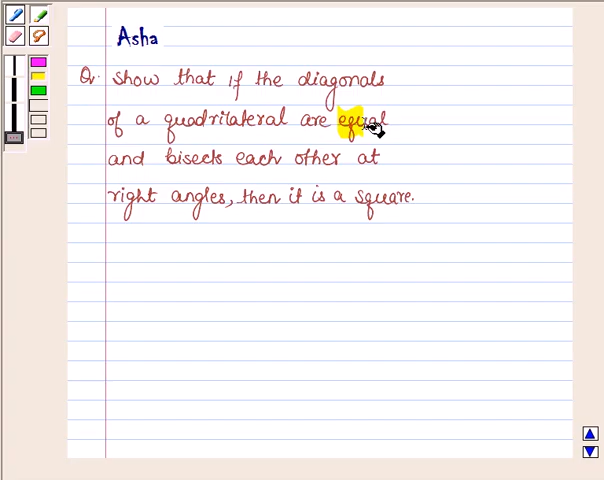 Asha
Q. Show that if the diagonals
of a quadrilateral are equal
and bisects each other at
right angles, then it is a square.